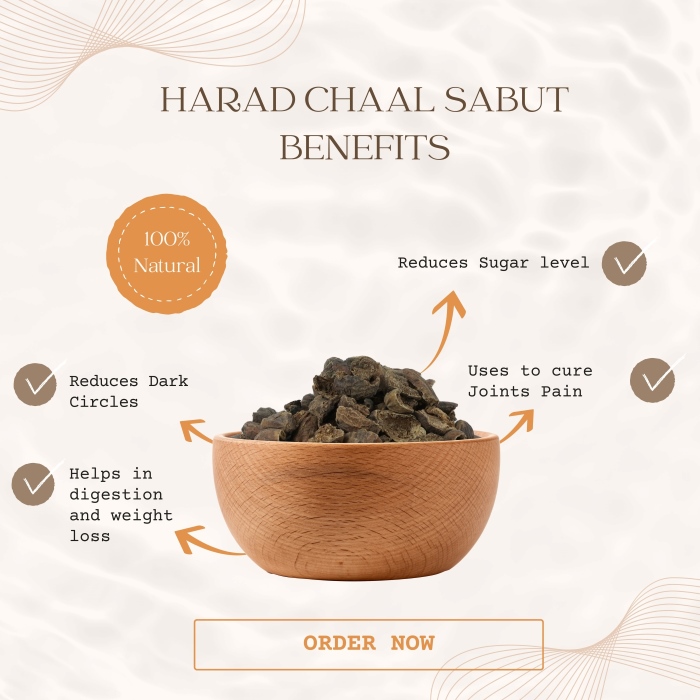 HARAD CHAAL SABUT
BENEFITS
100%
Natural
Reduces Sugar level
Reduces Dark
Circles
Uses to cure
Joints Pain
Helps in
digestion
and weight
loss
ORDER NOW